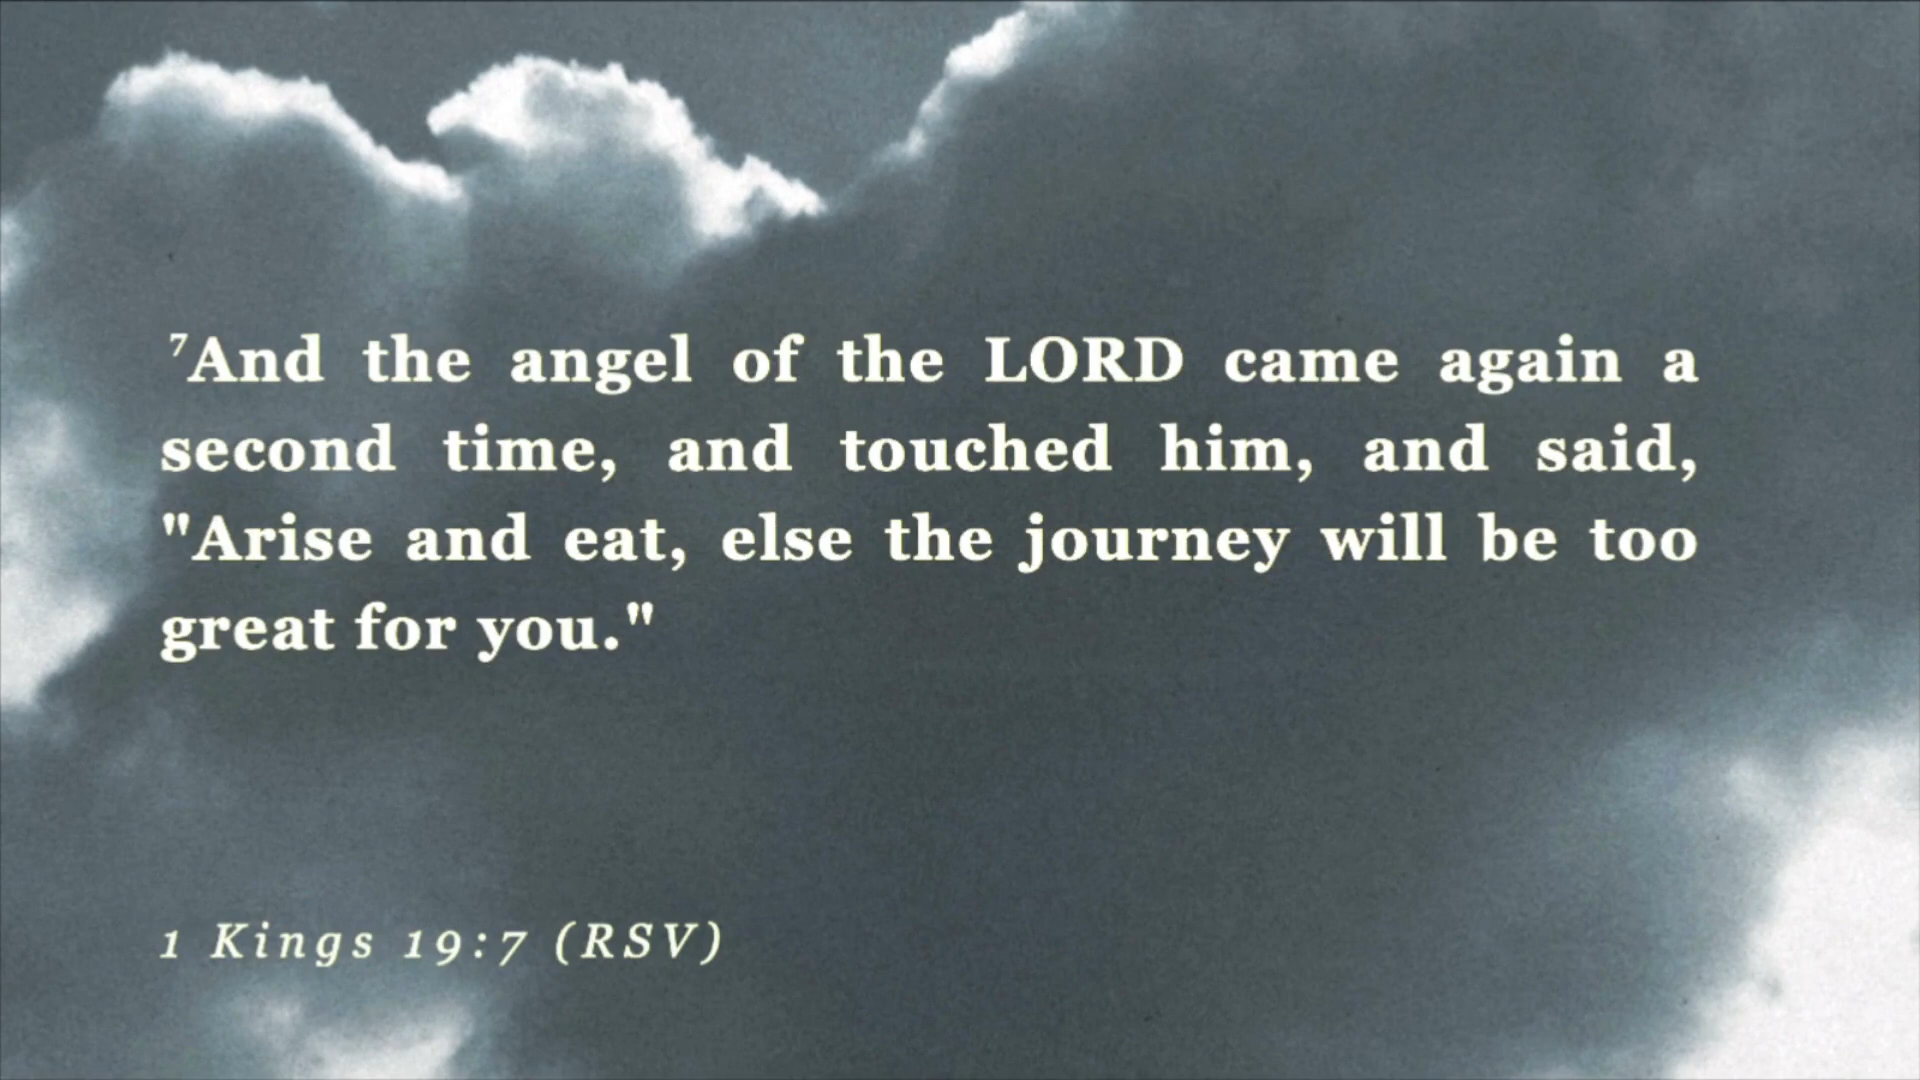 ⁷And the angel of the LORD came again a
second time, and touched him, and said,
"Arise and eat, else the journey will be too
great for you."
1 Kings 19:7 (RSV)